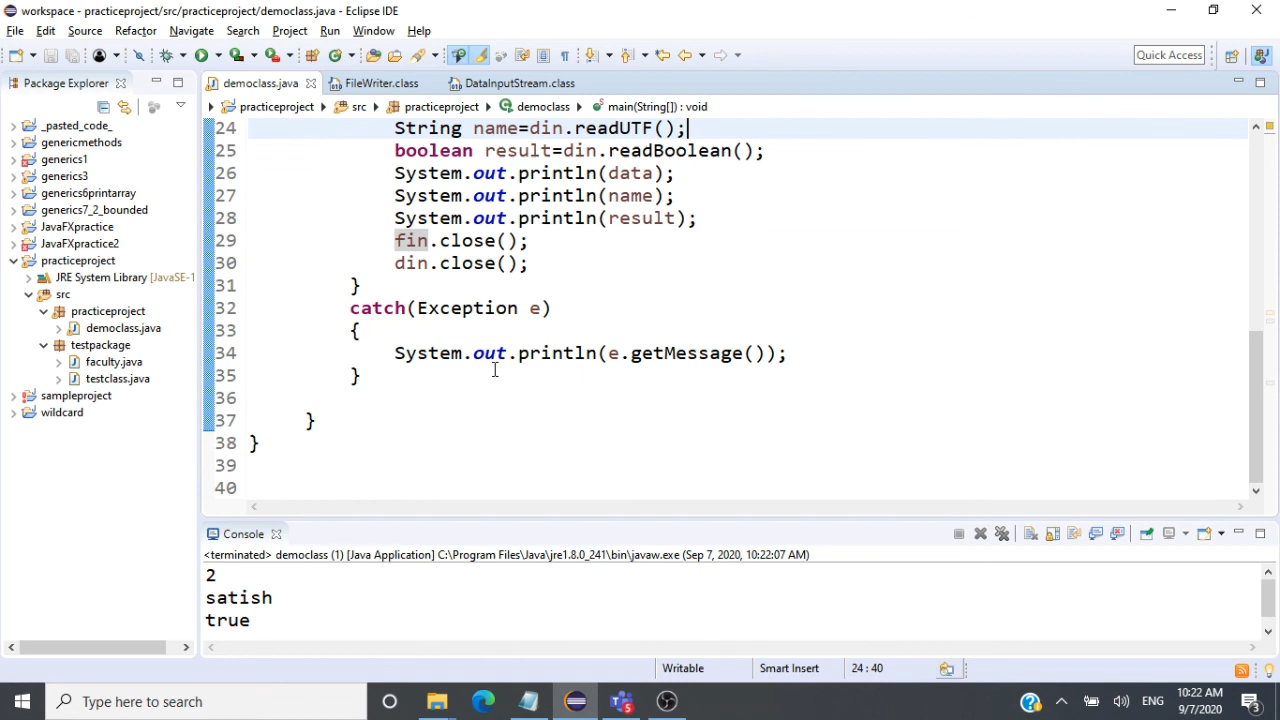 workspace - practiceproject/src/practiceproject/democlass.java - Eclipse IDE
File Edit Source Refactor Navigate Search Project Run Window Help
Quick Access
Package Explorer
democlass.java
FileWriter.class
DataInputStream.class
practiceproject src practiceproject democlass main(String[]) : void
_pasted_code_
genericmethods
generics1
generics3
generics6printarray
generics7_2_bounded
JavaFXpractice
JavaFXpractice2
practiceproject
JRE System Library [JavaSE-1
src
practiceproject
democlass.java
testpackage
faculty.java
testclass.java
sampleproject
wildcard
24 String name=din.readUTF();
25 boolean result=din.readBoolean();
26 System.out.println(data);
27 System.out.println(name);
28 System.out.println(result);
29 fin.close();
30 din.close();
31 }
32 catch(Exception e)
33 {
34 System.out.println(e.getMessage());
35 }
36
37 }
38 }
39
40
Console
<terminated> democlass (1) [Java Application] C:\Program Files\Java\jre1.8.0_241\bin\javaw.exe (Sep 7, 2020, 10:22:07 AM)
2
satish
true
Writable Smart Insert 24 : 40
Type here to search
ENG
10:22 AM
9/7/2020
3